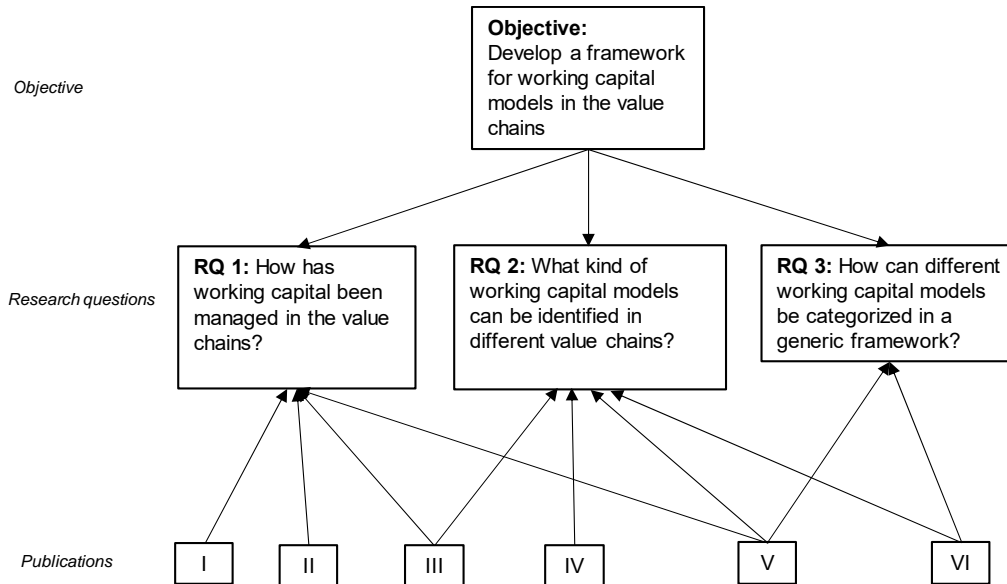 Objective:
Develop a framework
for working capital
models in the value
chains
Objective
RQ 1: How has
working capital been
managed in the value
chains?
RQ 2: What kind of
working capital models
can be identified in
different value chains?
RQ 3: How can different
working capital models
be categorized in a
generic framework?
Research questions
Publications
I
II
III
IV
V
VI